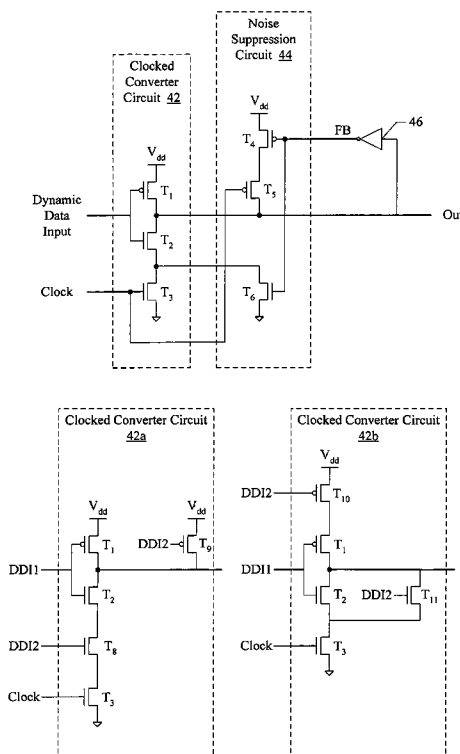 Noise
Suppression
Circuit 44
Clocked
Converter
Circuit 42
Vdd
T4
FB
46
Vdd
T1
T5
Dynamic
Data
Input
Out
T2
Clock
T3
T6
Clocked Converter Circuit
42a
Clocked Converter Circuit
42b
Vdd
Vdd
DDI2
T9
T1
DDI1
T2
DDI2
T8
Clock
T3
Vdd
DDI2
T10
T1
DDI1
T2
DDI2
T11
Clock
T3